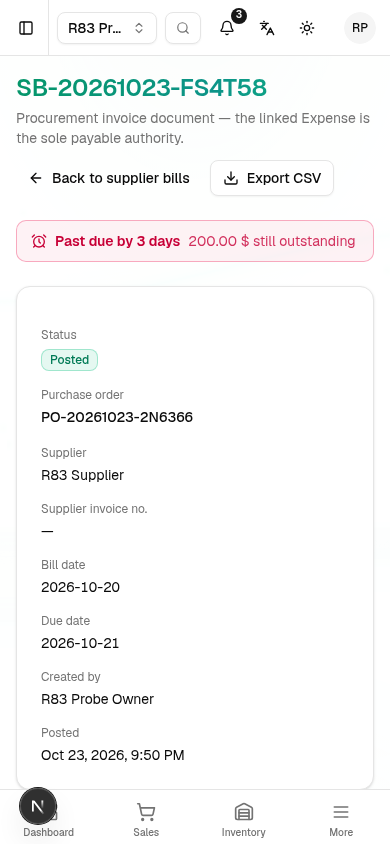 R83 Pr...
3
RP
SB-20261023-FS4T58
Procurement invoice document — the linked Expense is
the sole payable authority.
Back to supplier bills
Export CSV
Past due by 3 days 200.00 $ still outstanding
Status
Posted
Purchase order
PO-20261023-2N6366
Supplier
R83 Supplier
Supplier invoice no.
—
Bill date
2026-10-20
Due date
2026-10-21
Created by
R83 Probe Owner
Posted
Oct 23, 2026, 9:50 PM
N
Dashboard
Sales
Inventory
More